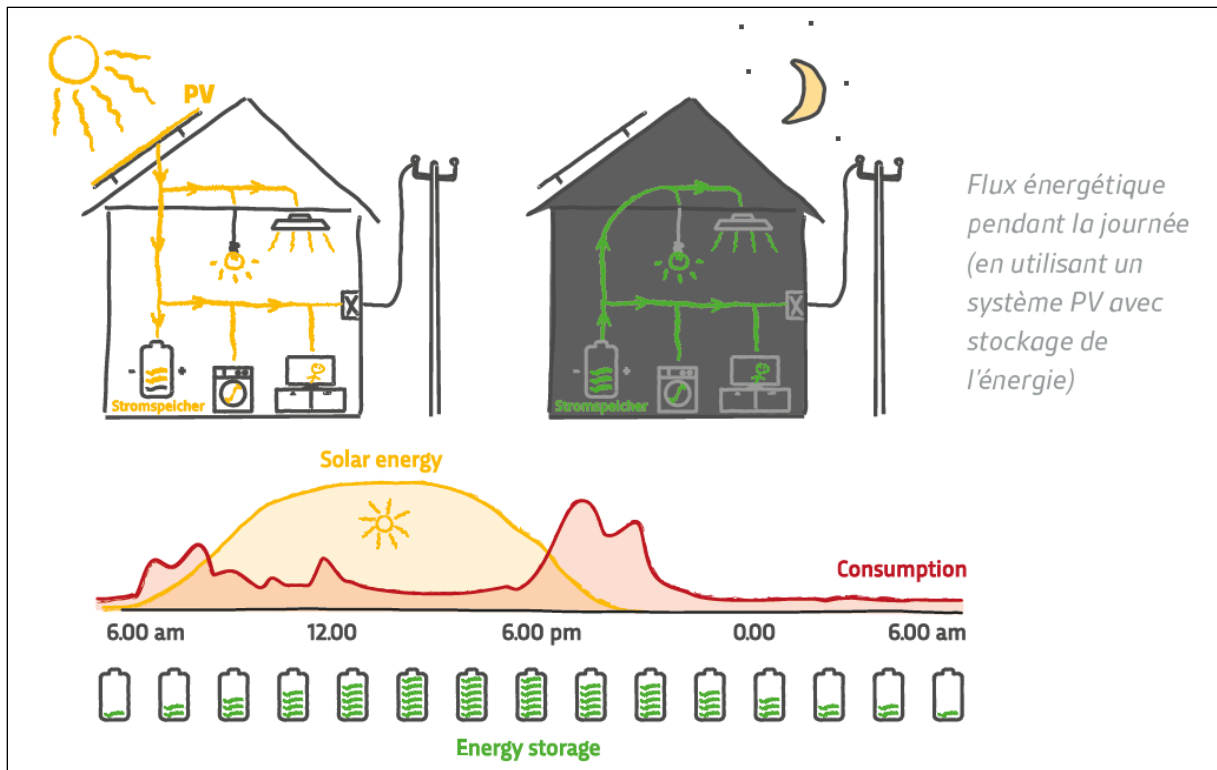 PV
- +
Stromspeicher
- +
Stromspeicher
Flux énergétique
pendant la journée
(en utilisant un
système PV avec
stockage de
l'énergie)
Solar energy
Consumption
6.00 am 12.00 6.00 pm 0.00 6.00 am
Energy storage